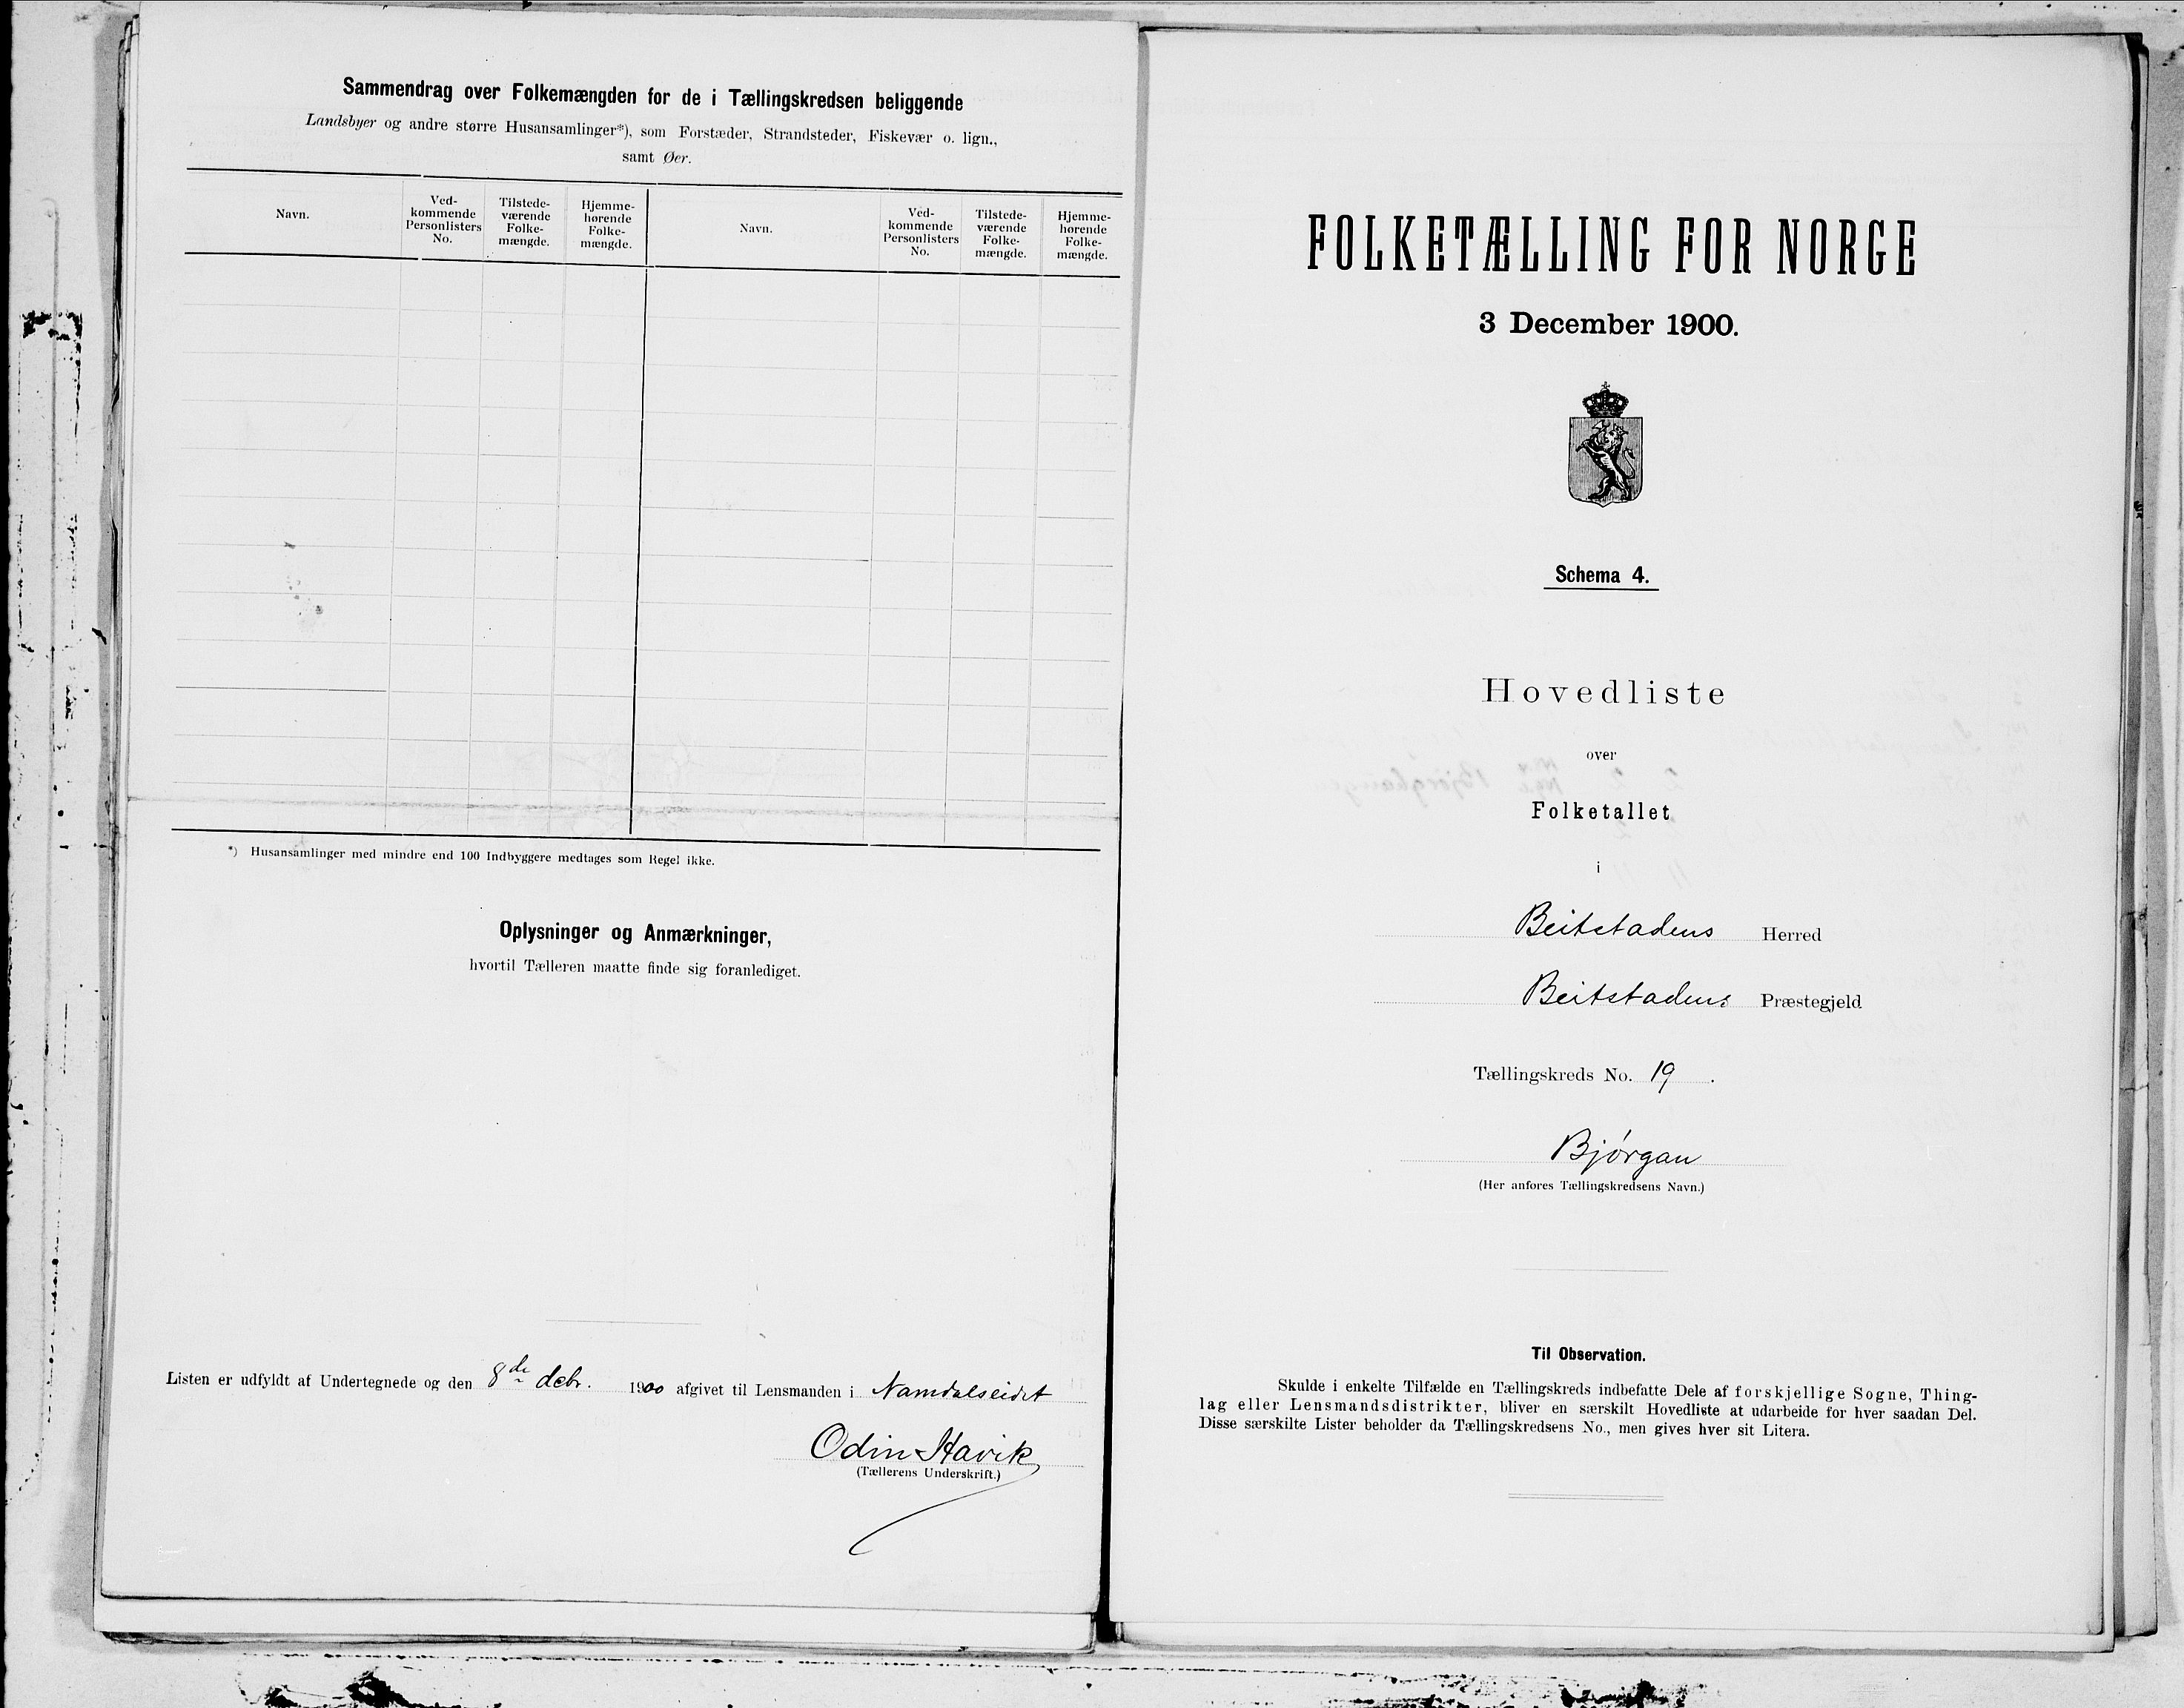 Sammendrag over Folkemængden for de i Tællingskredsen beliggende
Landsbyer og andre større Husansamlinger*), som Forstæder, Strandsteder, Fiskevær o. lign.,
samt Øer.
Navn.
Ved-
kommende
Personlisters
No.
Tilstede-
værende
Folke-
mængde.
Hjemme-
hørende
Folke-
mængde.
Navn.
Ved-
kommende
Personlisters
No.
Tilstede-
værende
Folke-
mængde.
Hjemme-
hørende
Folke-
mængde.
*) Husansamlinger med mindre end 100 Indbyggere medtages som Regel ikke.
Oplysninger og Anmærkninger,
hvortil Tælleren maatte finde sig foranlediget.
Listen er udfyldt af Undertegnede og den 8de debr. 1900 afgivet til Lensmanden i Namdalseidet
Odin Havik
(Tællerens Underskrift.)
FOLKETÆLLING FOR NORGE
3 December 1900.
Schema 4.
Hovedliste
over
Folketallet
i
Beitstadens Herred
Beitstadens Præstegjeld
Tællingskreds No. 19.
Bjørgan
(Her anføres Tællingskredsens Navn.)
Til Observation.
Skulde i enkelte Tilfælde en Tællingskreds indbefatte Dele af forskjellige Sogne, Thing-
lag eller Lensmandsdistrikter, bliver en særskilt Hovedliste at udarbeide for hver saadan Del.
Disse særskilte Lister beholder da Tællingskredsens No., men gives hver sit Litera.